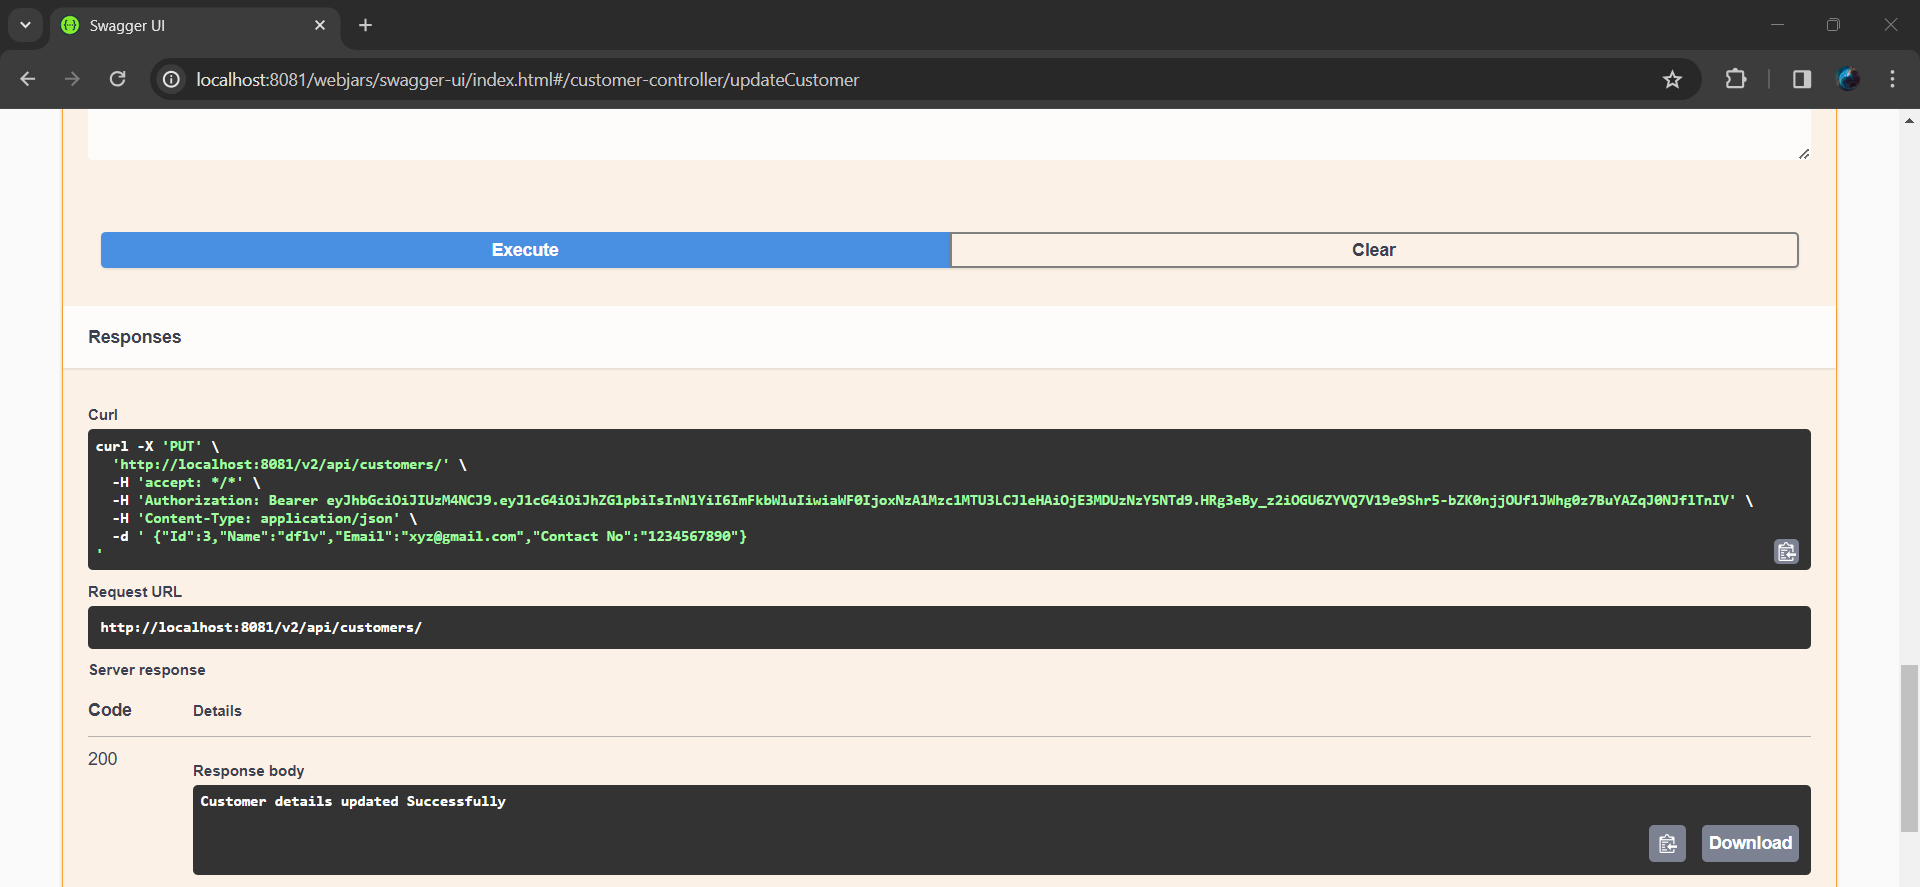 Swagger UI
localhost:8081/webjars/swagger-ui/index.html#/customer-controller/updateCustomer
Execute
Clear
Responses
Curl
curl -X 'PUT' \
'http://localhost:8081/v2/api/customers/' \
-H 'accept: */*' \
-H 'Authorization: Bearer eyJhbGciOiJIUzM4NCJ9.eyJ1cG4iOiJhZG1pbiIsInN1YiI6ImFkbWluIiwiaWF0IjoxNzA1Mzc1MTU3LCJleHAiOjE3MDUzNzY5NTd9.HRg3eBy_z2iOGU6ZYVQ7V19e9Shr5-bZK0njjOUf1JWhg0z7BuYAZqJ0NJflTnIV' \
-H 'Content-Type: application/json' \
-d ' {"Id":3,"Name":"df1v","Email":"xyz@gmail.com","Contact No":"1234567890"}
'
Request URL
http://localhost:8081/v2/api/customers/
Server response
Code
Details
200
Response body
Customer details updated Successfully
Download